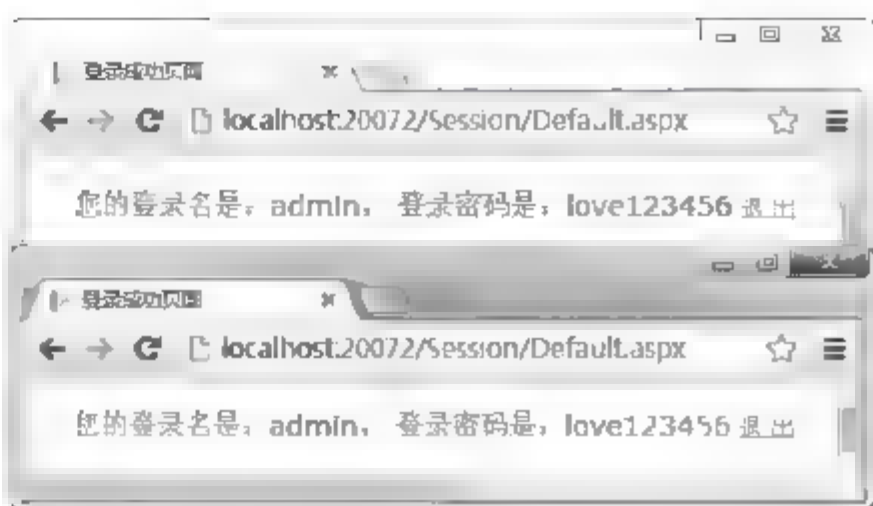 登录成功页面
localhost:20072/Session/Default.aspx
您的登录名是：admin， 登录密码是：love123456 退出
登录成功页面
localhost:20072/Session/Default.aspx
您的登录名是：admin， 登录密码是：love123456 退出